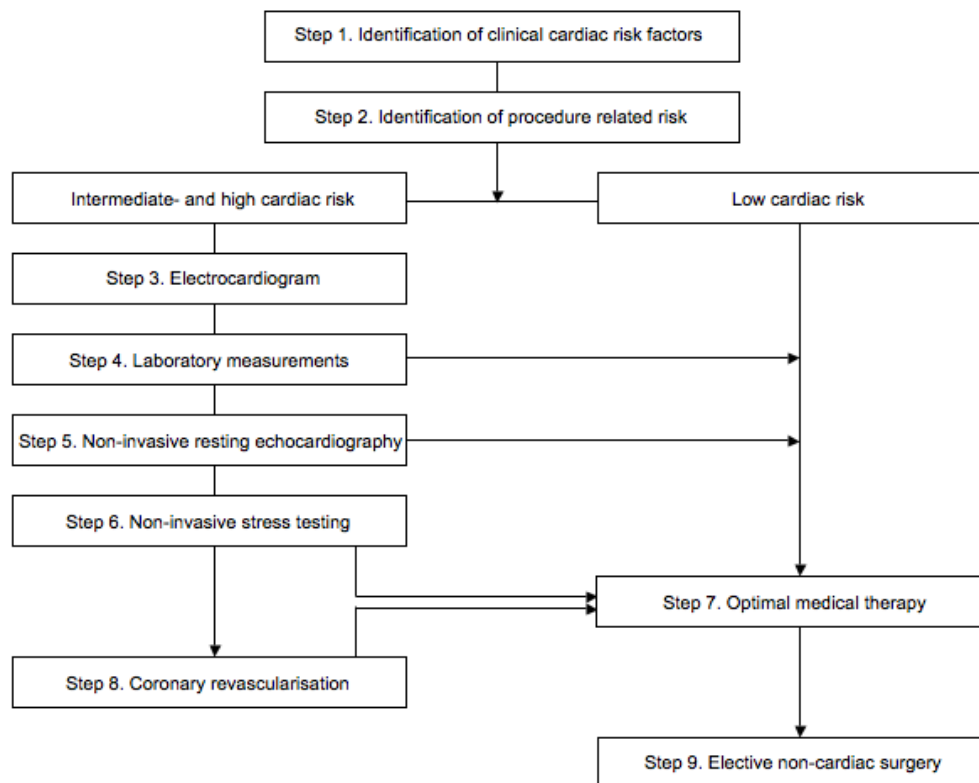 Step 1. Identification of clinical cardiac risk factors
Step 2. Identification of procedure related risk
Intermediate- and high cardiac risk
Low cardiac risk
Step 3. Electrocardiogram
Step 4. Laboratory measurements
Step 5. Non-invasive resting echocardiography
Step 6. Non-invasive stress testing
Step 7. Optimal medical therapy
Step 8. Coronary revascularisation
Step 9. Elective non-cardiac surgery